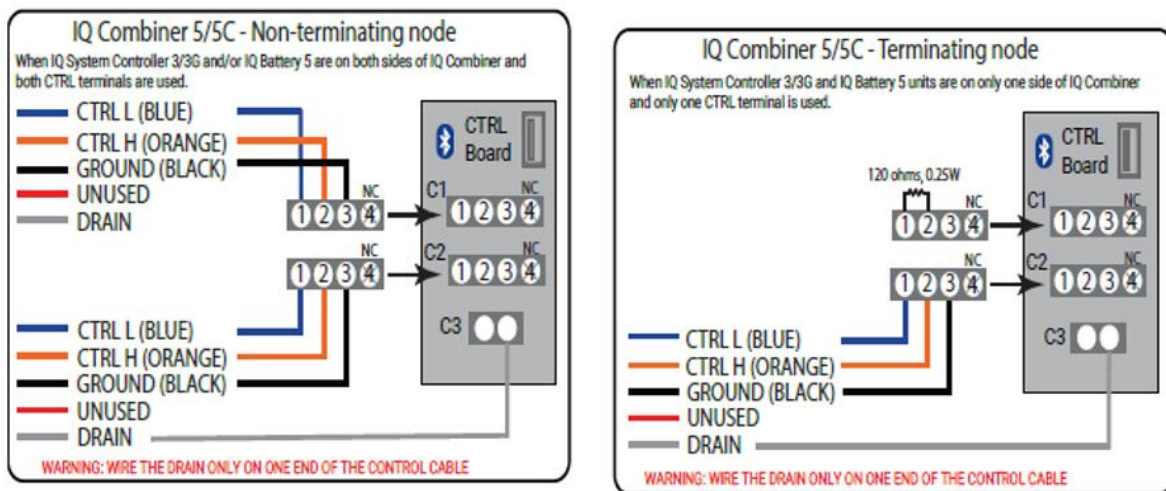 IQ Combiner 5/5C - Non-terminating node
When IQ System Controller 3/3G and/or IQ Battery 5 are on both sides of IQ Combiner and
both CTRL terminals are used.
CTRL L (BLUE)
CTRL H (ORANGE)
GROUND (BLACK)
UNUSED
DRAIN
NC
1 2 3 4
CTRL
Board
C1
NC
1 2 3 4
NC
1 2 3 4
C2
NC
1 2 3 4
C3
CTRL L (BLUE)
CTRL H (ORANGE)
GROUND (BLACK)
UNUSED
DRAIN
WARNING: WIRE THE DRAIN ONLY ON ONE END OF THE CONTROL CABLE
IQ Combiner 5/5C - Terminating node
When IQ System Controller 3/3G and IQ Battery 5 units are on only one side of IQ Combiner
and only one CTRL terminal is used.
CTRL
Board
120 ohms, 0.25W
NC
1 2 3 4
C1
NC
1 2 3 4
NC
1 2 3 4
C2
NC
1 2 3 4
C3
CTRL L (BLUE)
CTRL H (ORANGE)
GROUND (BLACK)
UNUSED
DRAIN
WARNING: WIRE THE DRAIN ONLY ON ONE END OF THE CONTROL CABLE